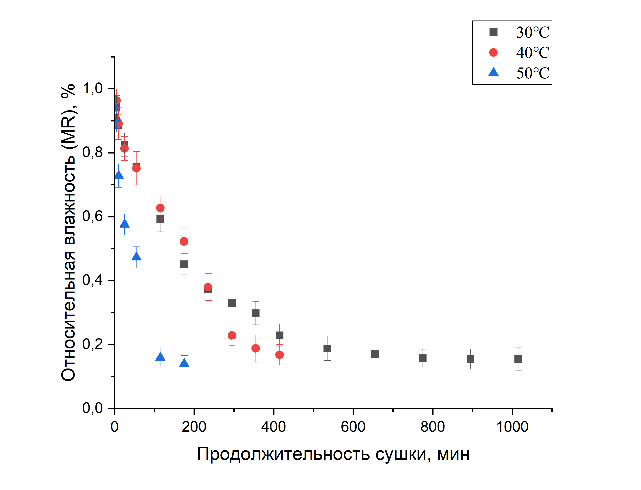 30°C
40°C
50°C
1,0
0,8
0,6
0,4
0,2
0,0
Относительная влажность (MR), %
0 200 400 600 800 1000
Продолжительность сушки, мин